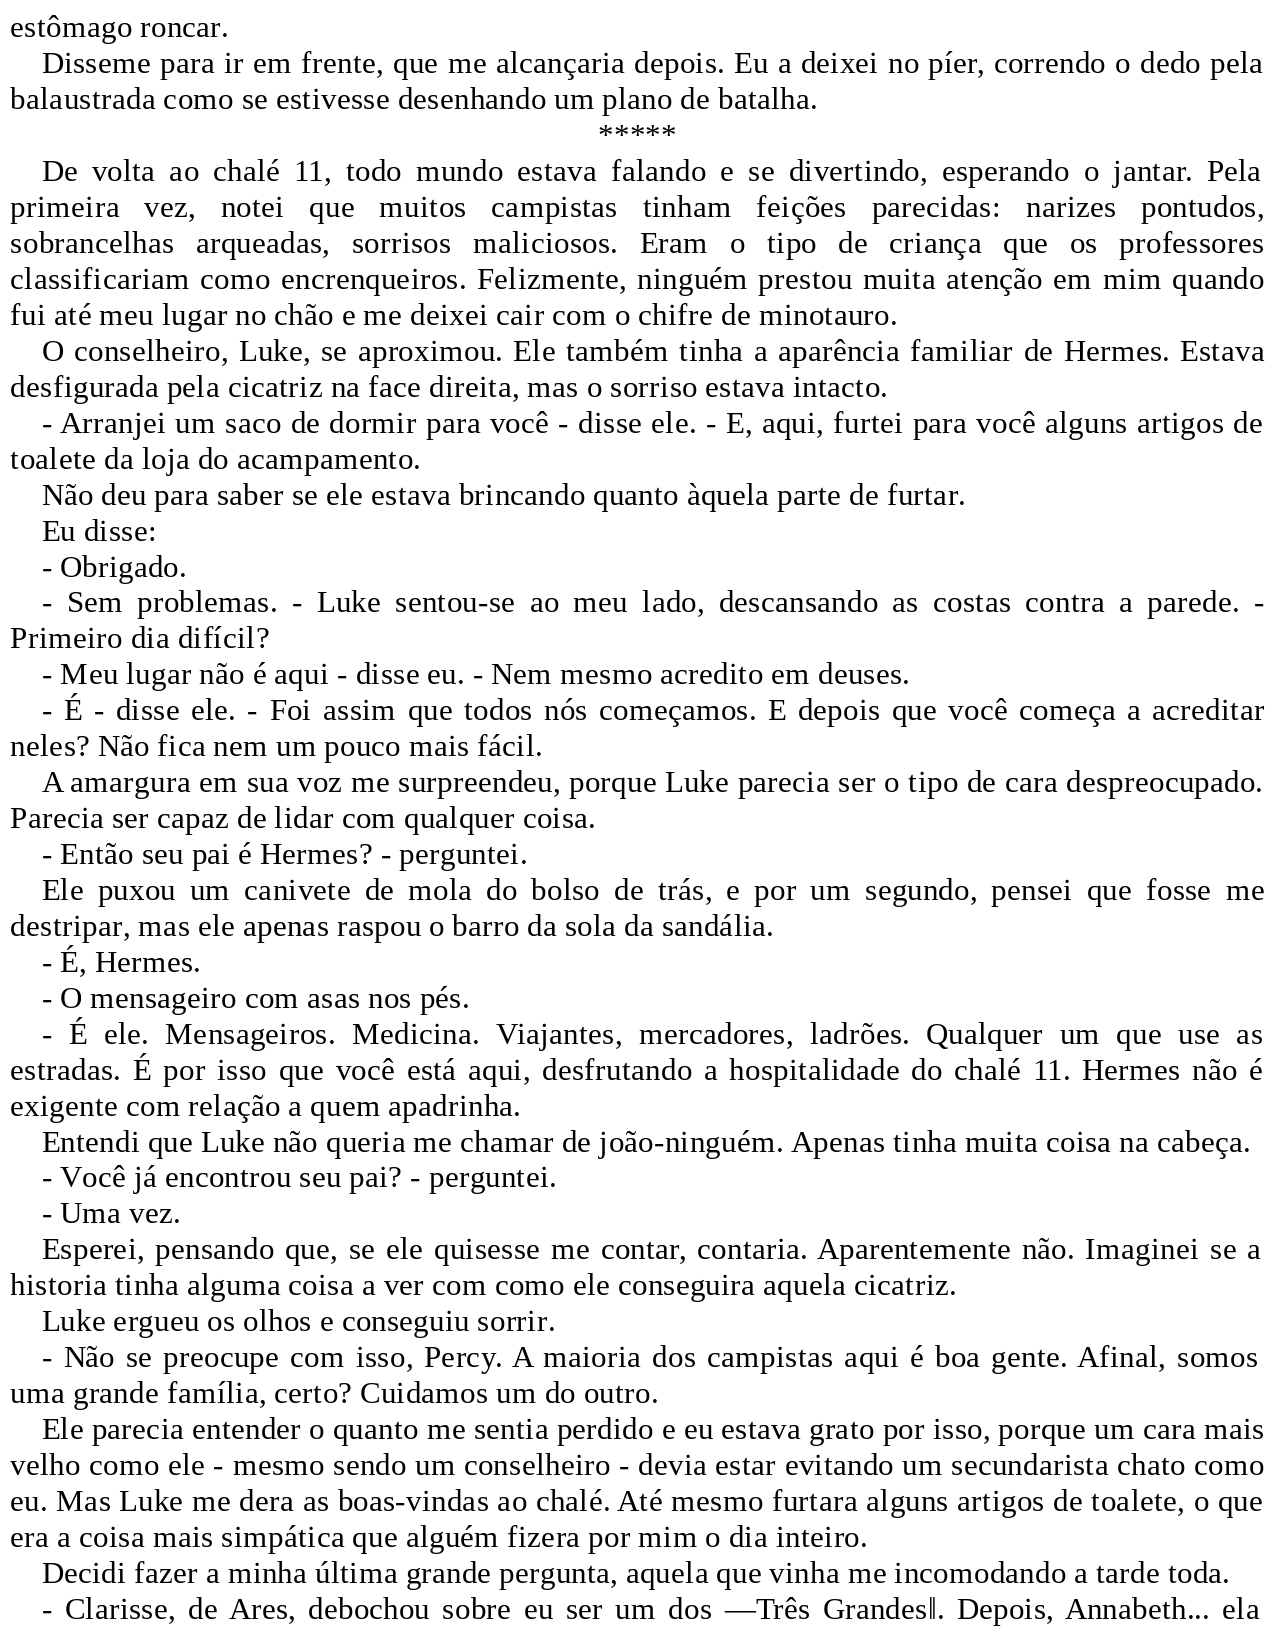 estômago roncar.
Disseme para ir em frente, que me alcançaria depois. Eu a deixei no píer, correndo o dedo pela
balaustrada como se estivesse desenhando um plano de batalha.
*****
De volta ao chalé 11, todo mundo estava falando e se divertindo, esperando o jantar. Pela
primeira vez, notei que muitos campistas tinham feições parecidas: narizes pontudos,
sobrancelhas arqueadas, sorrisos maliciosos. Eram o tipo de criança que os professores
classificariam como encrenqueiros. Felizmente, ninguém prestou muita atenção em mim quando
fui até meu lugar no chão e me deixei cair com o chifre de minotauro.
O conselheiro, Luke, se aproximou. Ele também tinha a aparência familiar de Hermes. Estava
desfigurada pela cicatriz na face direita, mas o sorriso estava intacto.
- Arranjei um saco de dormir para você - disse ele. - E, aqui, furtei para você alguns artigos de
toalete da loja do acampamento.
Não deu para saber se ele estava brincando quanto àquela parte de furtar.
Eu disse:
- Obrigado.
- Sem problemas. - Luke sentou-se ao meu lado, descansando as costas contra a parede. -
Primeiro dia difícil?
- Meu lugar não é aqui - disse eu. - Nem mesmo acredito em deuses.
- É - disse ele. - Foi assim que todos nós começamos. E depois que você começa a acreditar
neles? Não fica nem um pouco mais fácil.
A amargura em sua voz me surpreendeu, porque Luke parecia ser o tipo de cara despreocupado.
Parecia ser capaz de lidar com qualquer coisa.
- Então seu pai é Hermes? - perguntei.
Ele puxou um canivete de mola do bolso de trás, e por um segundo, pensei que fosse me
destripar, mas ele apenas raspou o barro da sola da sandália.
- É, Hermes.
- O mensageiro com asas nos pés.
- É ele. Mensageiros. Medicina. Viajantes, mercadores, ladrões. Qualquer um que use as
estradas. É por isso que você está aqui, desfrutando a hospitalidade do chalé 11. Hermes não é
exigente com relação a quem apadrinha.
Entendi que Luke não queria me chamar de joão-ninguém. Apenas tinha muita coisa na cabeça.
- Você já encontrou seu pai? - perguntei.
- Uma vez.
Esperei, pensando que, se ele quisesse me contar, contaria. Aparentemente não. Imaginei se a
historia tinha alguma coisa a ver com como ele conseguira aquela cicatriz.
Luke ergueu os olhos e conseguiu sorrir.
- Não se preocupe com isso, Percy. A maioria dos campistas aqui é boa gente. Afinal, somos
uma grande família, certo? Cuidamos um do outro.
Ele parecia entender o quanto me sentia perdido e eu estava grato por isso, porque um cara mais
velho como ele - mesmo sendo um conselheiro - devia estar evitando um secundarista chato como
eu. Mas Luke me dera as boas-vindas ao chalé. Até mesmo furtara alguns artigos de toalete, o que
era a coisa mais simpática que alguém fizera por mim o dia inteiro.
Decidi fazer a minha última grande pergunta, aquela que vinha me incomodando a tarde toda.
- Clarisse, de Ares, debochou sobre eu ser um dos ―Três Grandes‖. Depois, Annabeth... ela